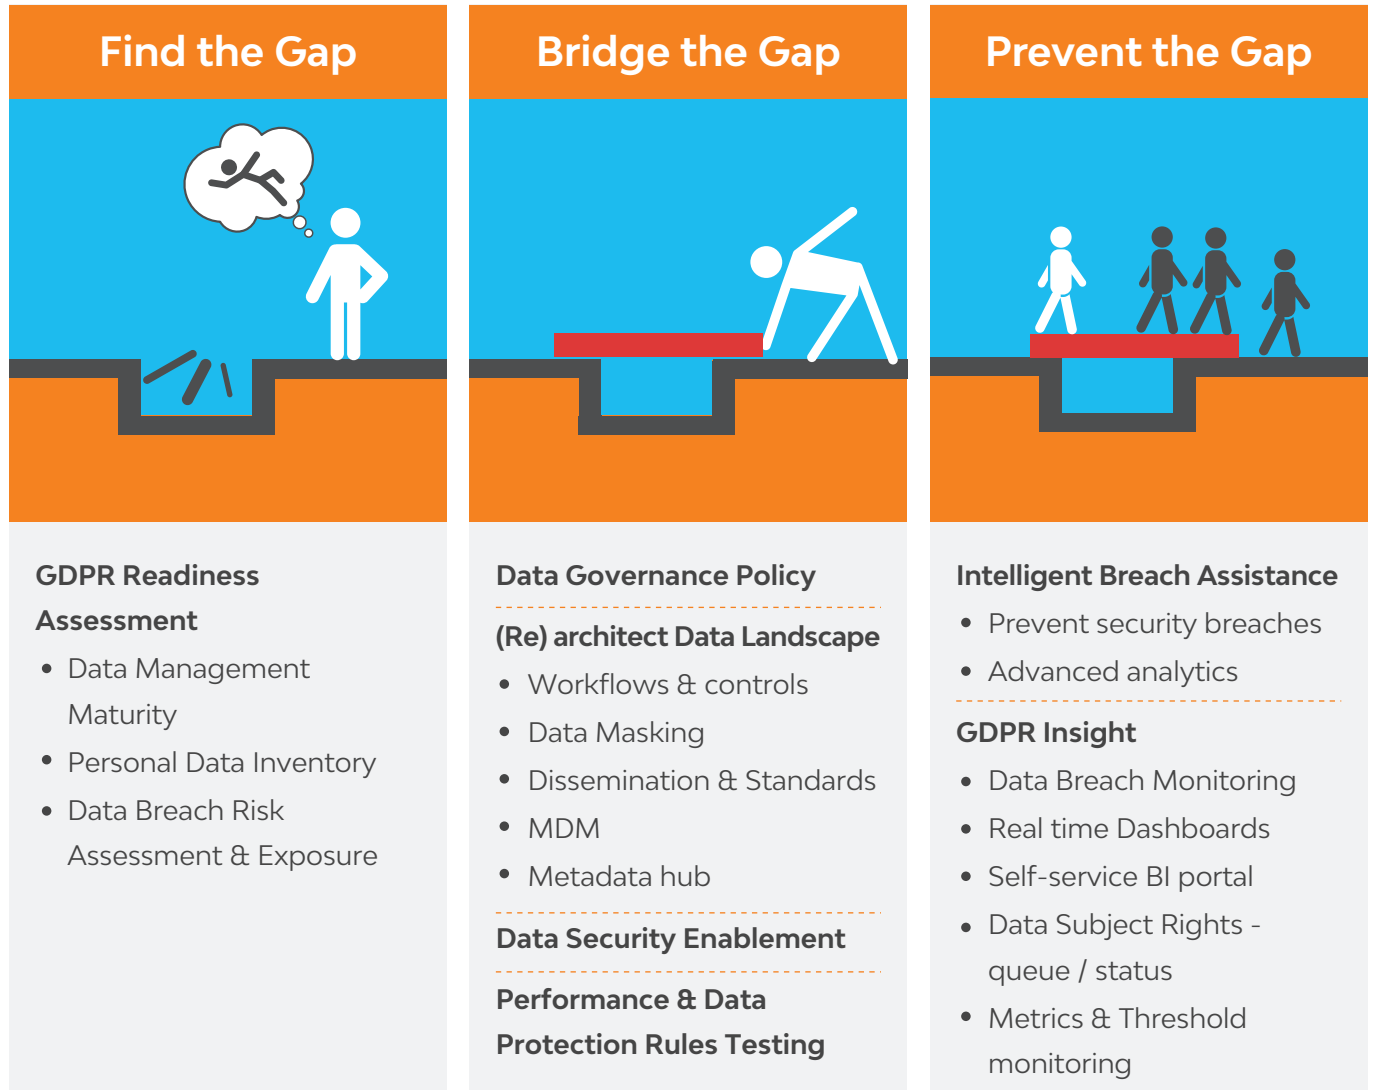 Find the Gap
GDPR Readiness
Assessment
• Data Management
Maturity
• Personal Data Inventory
• Data Breach Risk
Assessment & Exposure
Bridge the Gap
Data Governance Policy
(Re) architect Data Landscape
• Workflows & controls
• Data Masking
• Dissemination & Standards
• MDM
• Metadata hub
Data Security Enablement
Performance & Data
Protection Rules Testing
Prevent the Gap
Intelligent Breach Assistance
• Prevent security breaches
• Advanced analytics
GDPR Insight
• Data Breach Monitoring
• Real time Dashboards
• Self-service BI portal
• Data Subject Rights -
queue / status
• Metrics & Threshold
monitoring